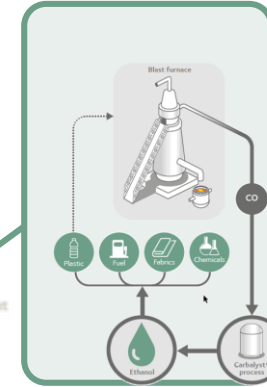 Blast furnace
CO
Plastic
Fuel
Fabrics
Chemicals
Ethanol
Carbalyst®
process